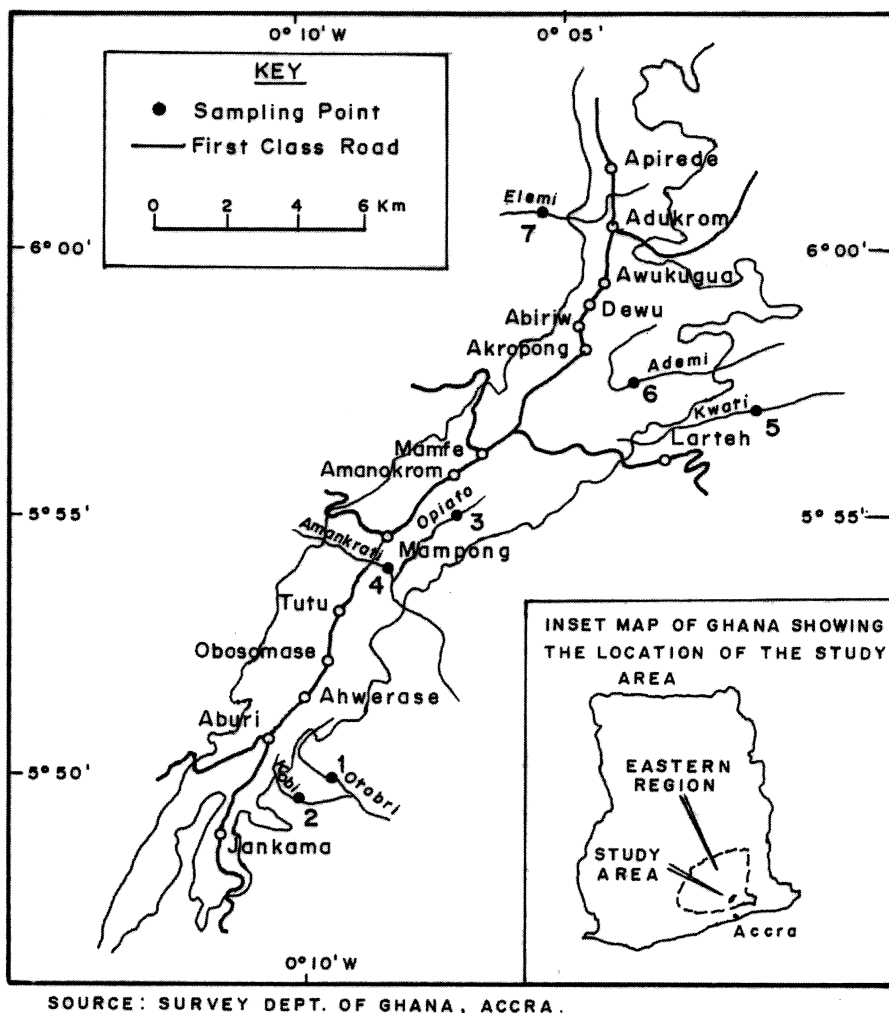 0° 10' W
0° 05'
KEY
Sampling Point
First Class Road
0 2 4 6 Km
6° 00'
6° 00'
Apirede
Elemi
7
Adukrom
Awukugua
Dewu
Abiriw
Akropong
Ademi
6
Kwati
5
Larteh
Mamfe
Amanokrom
Opiafo
3
5° 55'
5° 55'
Amankrati
Mampong
4
Tutu
Obosomase
Ahwerase
Aburi
5° 50'
1
Otobri
Kobi
2
Jankama
0° 10' W
INSET MAP OF GHANA SHOWING
THE LOCATION OF THE STUDY
AREA
EASTERN
REGION
STUDY
AREA
Accra
SOURCE: SURVEY DEPT. OF GHANA, ACCRA.